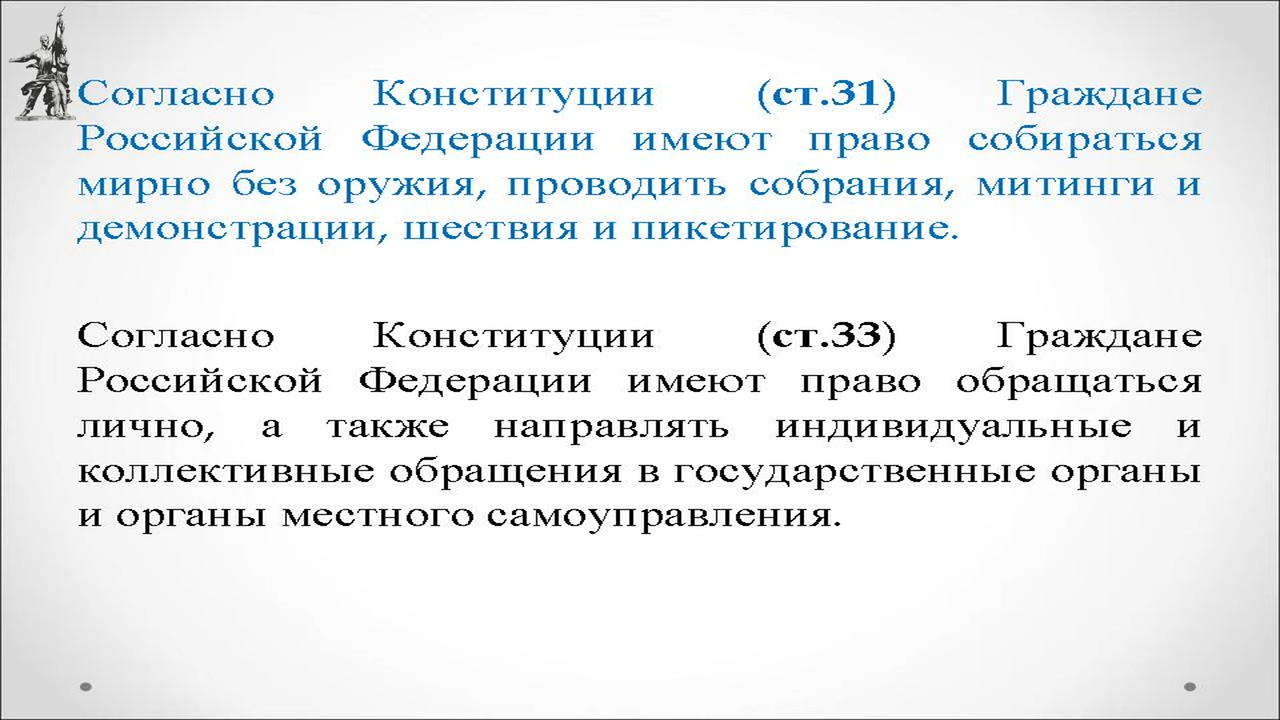 Согласно Конституции (ст.31) Граждане
Российской Федерации имеют право собираться
мирно без оружия, проводить собрания, митинги и
демонстрации, шествия и пикетирование.
Согласно Конституции (ст.33) Граждане
Российской Федерации имеют право обращаться
лично, а также направлять индивидуальные и
коллективные обращения в государственные органы
и органы местного самоуправления.